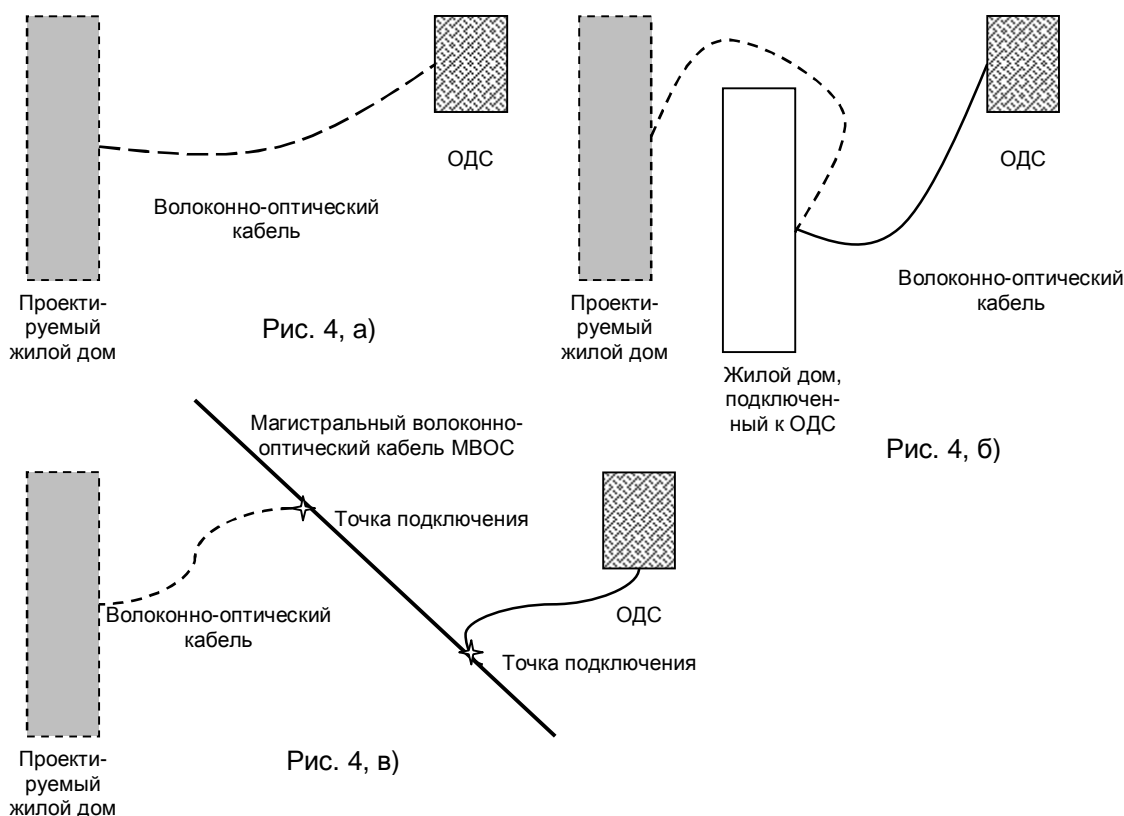 ОДС
Волоконно-оптический
кабель
Проекти-
руемый
жилой дом
Рис. 4, а)
ОДС
Волоконно-оптический
кабель
Проекти-
руемый
жилой дом
Жилой дом,
подключен-
ный к ОДС
Рис. 4, б)
Магистральный волоконно-
оптический кабель МВОС
Точка подключения
Волоконно-оптический
кабель
ОДС
Точка подключения
Проекти-
руемый
жилой дом
Рис. 4, в)